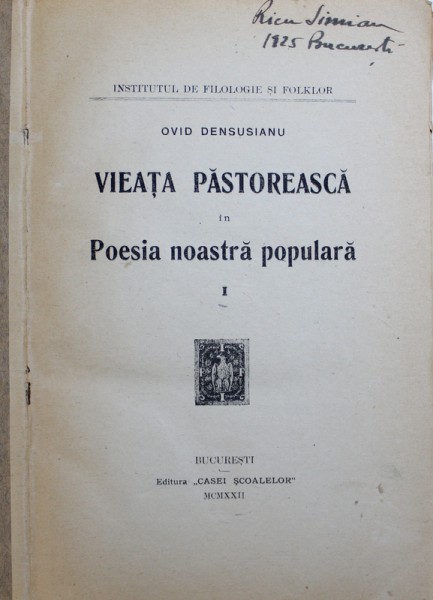 Ricu Simian
1925 Bucuresti
INSTITUTUL DE FILOLOGIE ȘI FOLKLOR
OVID DENSUSIANU
VIEAȚA PĂSTOREASCĂ
în
Poesia noastră populară
I
BUCUREȘTI
Editura „CASEI ȘCOALELOR"
MCMXXII